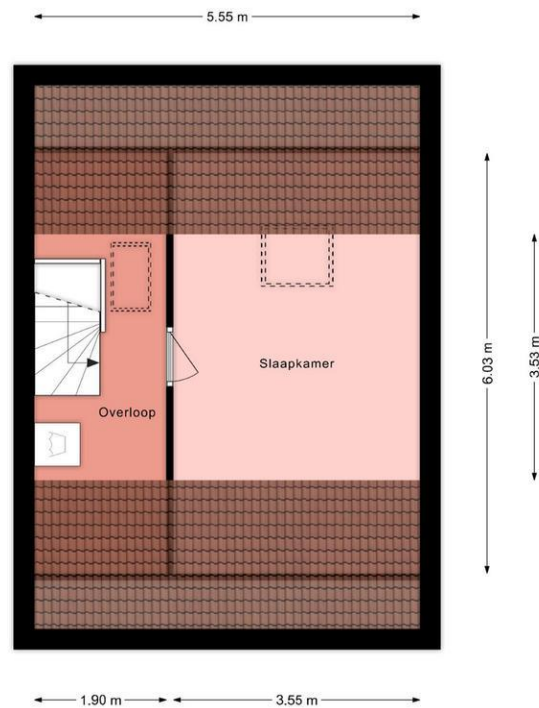 5.55 m
6.03 m
3.53 m
Slaapkamer
Overloop
1.90 m
3.55 m